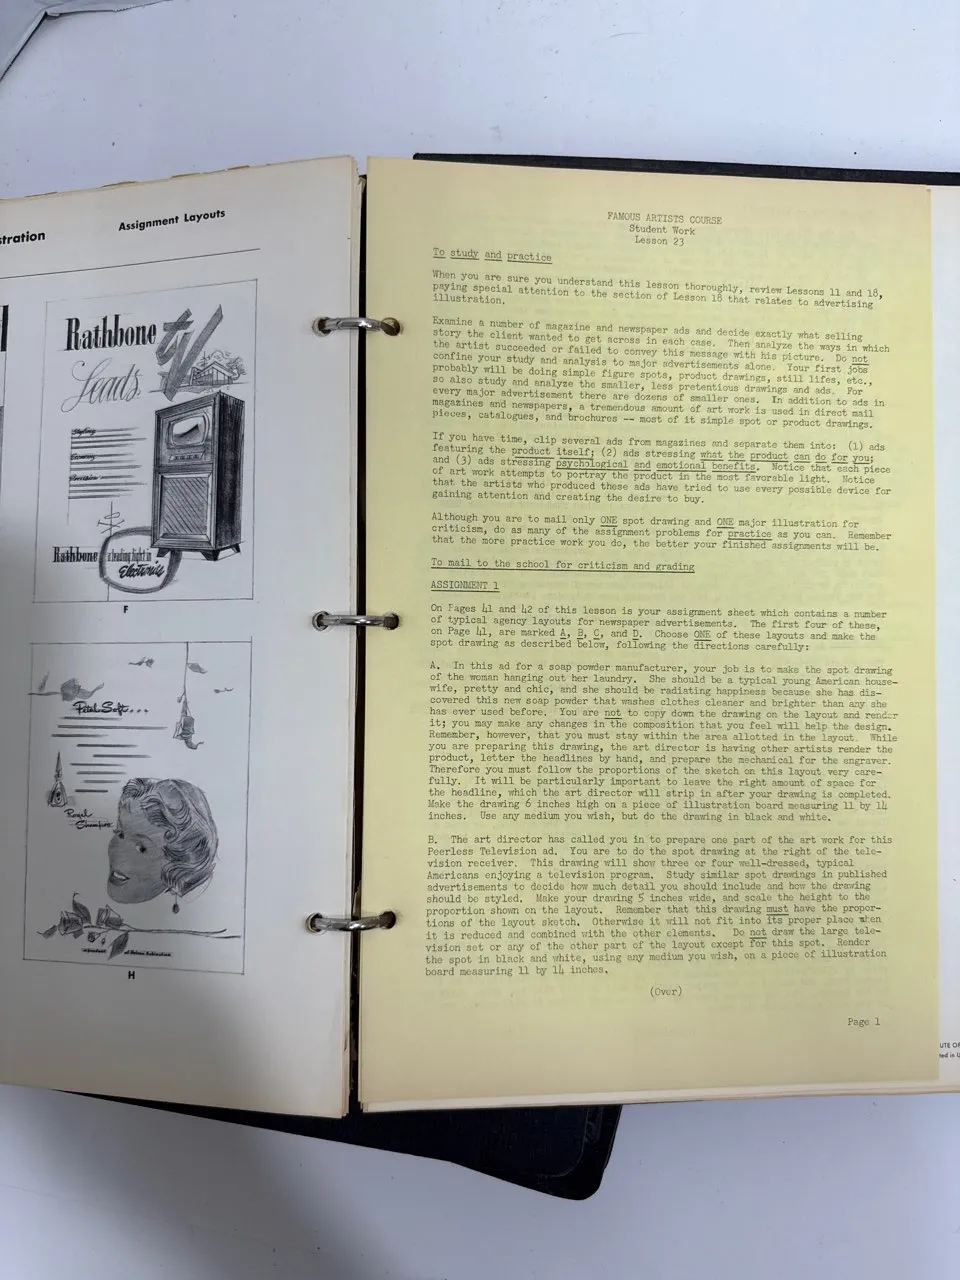 stration
Assignment Layouts
Rathbone
TV
Leads.
Styling
Economy
Rathbone
a leading light in
Electronics
F
Petal-Soft...
Royal
H
FAMOUS ARTISTS COURSE
Student Work
Lesson 23
To study and practice
When you are sure you understand this lesson thoroughly, review Lessons 11 and 18,
paying special attention to the section of Lesson 18 that relates to advertising
illustration.
Examine a number of magazine and newspaper ads and decide exactly what selling
story the client wanted to get across in each case. Then analyze the ways in which
the artist succeeded or failed to convey this message with his picture. Do not
confine your study and analysis to major advertisements alone. Your first jobs
probably will be doing simple figure spots, product drawings, still lifes, etc.,
so also study and analyze the smaller, less pretentious drawings and ads. For
every major advertisement there are dozens of smaller ones. In addition to ads in
magazines and newspapers, a tremendous amount of art work is used in direct mail
pieces, catalogues, and brochures -- most of it simple spot or product drawings.
If you have time, clip several ads from magazines and separate them into: (1) ads
featuring the product itself; (2) ads stressing what the product can do for you;
and (3) ads stressing psychological and emotional benefits. Notice that each piece
of art work attempts to portray the product in the most favorable light. Notice
that the artists who produced these ads have tried to use every possible device for
gaining attention and creating the desire to buy.
Although you are to mail only ONE spot drawing and ONE major illustration for
criticism, do as many of the assignment problems for practice as you can. Remember
that the more practice work you do, the better your finished assignments will be.
To mail to the school for criticism and grading
ASSIGNMENT 1
On Pages 41 and 42 of this lesson is your assignment sheet which contains a number
of typical agency layouts for newspaper advertisements. The first four of these,
on Page 41, are marked A, B, C, and D. Choose ONE of these layouts and make the
spot drawing as described below, following the directions carefully:
A. In this ad for a soap powder manufacturer, your job is to make the spot drawing
of the woman hanging out her laundry. She should be a typical young American house-
wife, pretty and chic, and she should be radiating happiness because she has dis-
covered this new soap powder that washes clothes cleaner and brighter than any she
has ever used before. You are not to copy down the drawing on the layout and render
it; you may make any changes in the composition that you feel will help the design.
Remember, however, that you must stay within the area allotted in the layout. While
you are preparing this drawing, the art director is having other artists render the
product, letter the headlines by hand, and prepare the mechanical for the engraver.
Therefore you must follow the proportions of the sketch on this layout very care-
fully. It will be particularly important to leave the right amount of space for
the headline, which the art director will strip in after your drawing is completed.
Make the drawing 6 inches high on a piece of illustration board measuring 11 by 14
inches. Use any medium you wish, but do the drawing in black and white.
B. The art director has called you in to prepare one part of the art work for this
Peerless Television ad. You are to do the spot drawing at the right of the tele-
vision receiver. This drawing will show three or four well-dressed, typical
Americans enjoying a television program. Study similar spot drawings in published
advertisements to decide how much detail you should include and how the drawing
should be styled. Make your drawing 5 inches wide, and scale the height to the
proportion shown on the layout. Remember that this drawing must have the propor-
tions of the layout sketch. Otherwise it will not fit into its proper place when
it is reduced and combined with the other elements. Do not draw the large tele-
vision set or any of the other part of the layout except for this spot. Render
the spot in black and white, using any medium you wish, on a piece of illustration
board measuring 11 by 14 inches.
(Over)
Page 1
UTE OF
ted in U